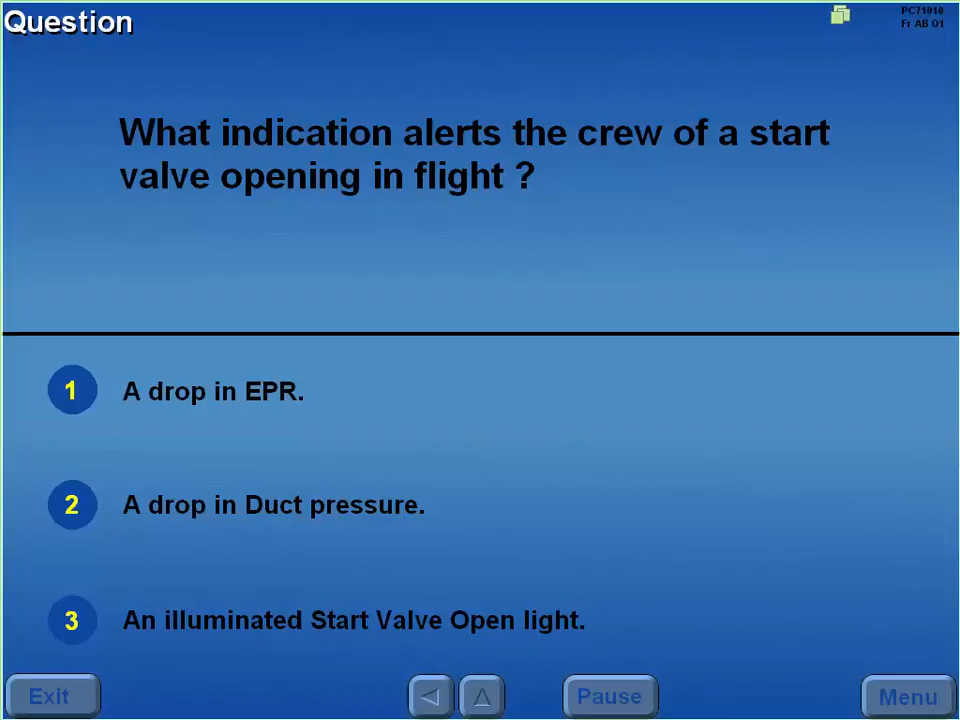 Question
PC71010
Fr AB Q1
What indication alerts the crew of a start
valve opening in flight ?
1 A drop in EPR.
2 A drop in Duct pressure.
3 An illuminated Start Valve Open light.
Exit
Pause
Menu